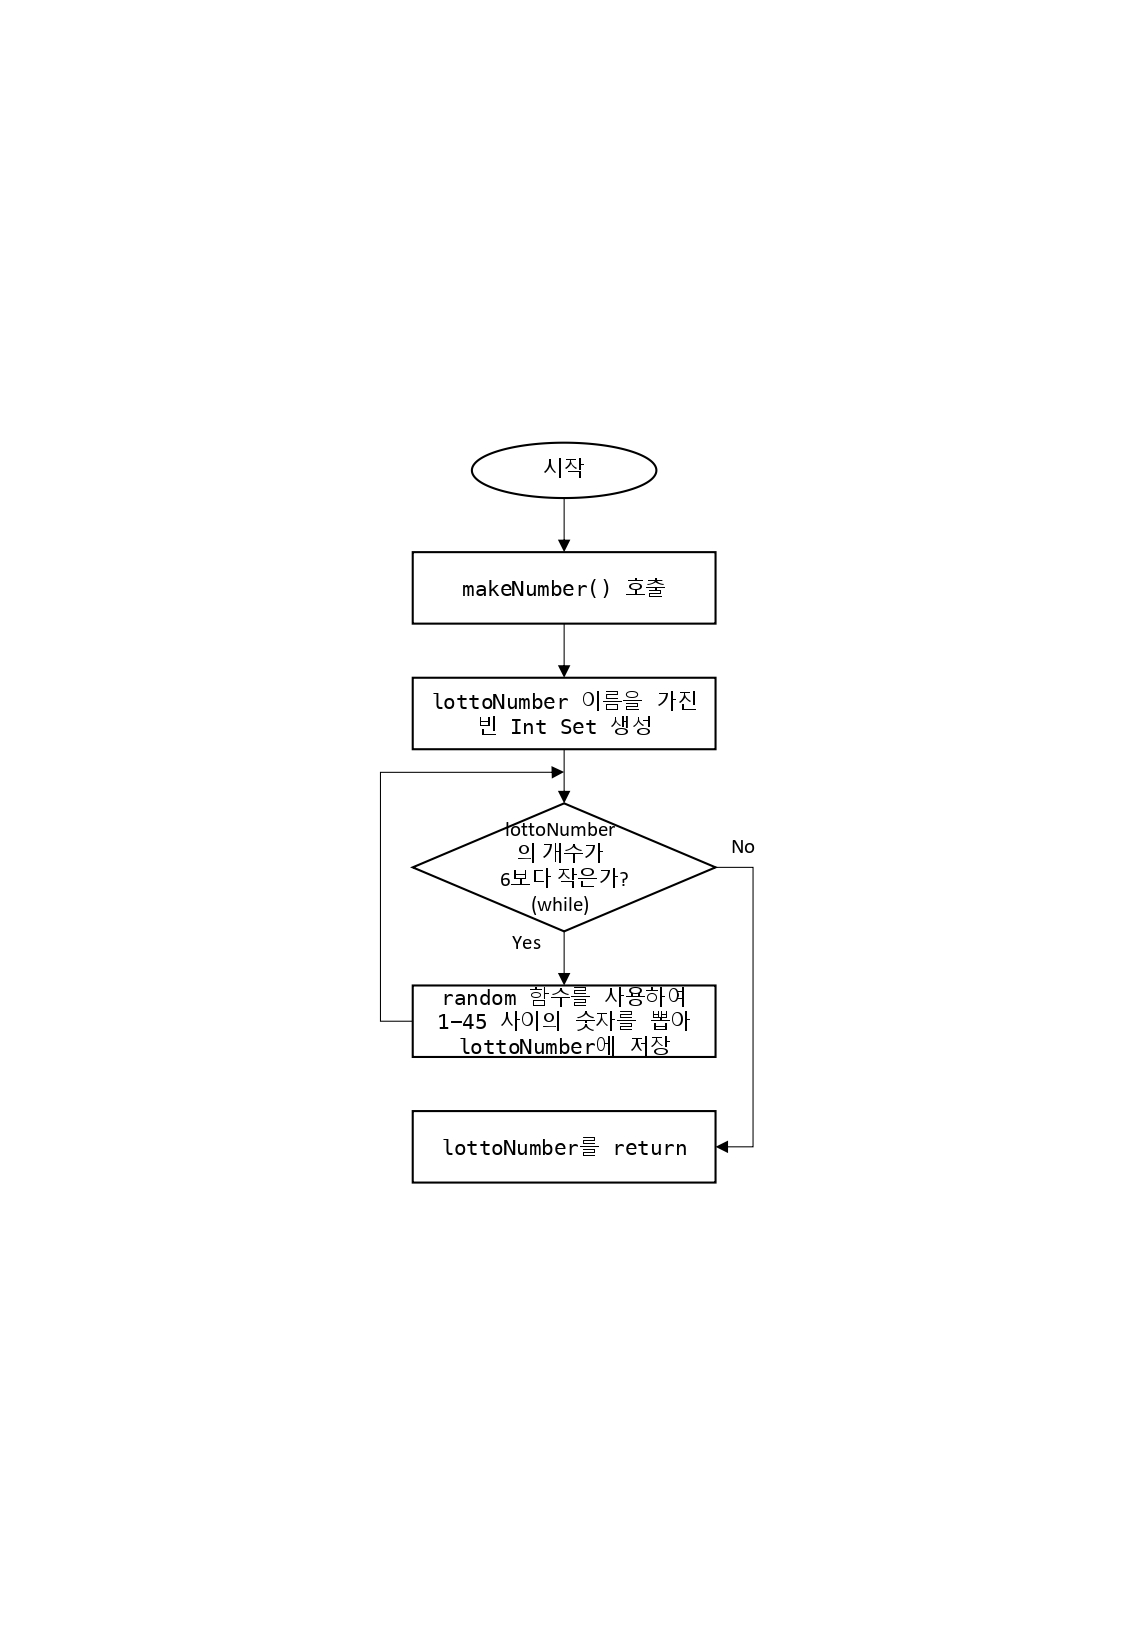 시작
makeNumber() 호출
lottoNumber 이름을 가진
빈 Int Set 생성
lottoNumber
의 개수가
6보다 작은가?
(while)
No
Yes
random 함수를 사용하여
1–45 사이의 숫자를 뽑아
lottoNumber에 저장
lottoNumber를 return